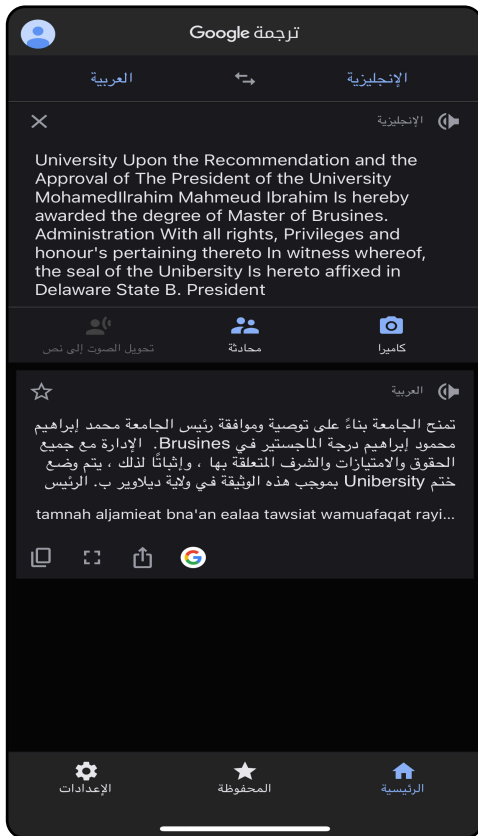 ترجمة Google
الإنجليزية
العربية
الإنجليزية
University Upon the Recommendation and the
Approval of The President of the University
MohamedIlrahim Mahmeud Ibrahim Is hereby
awarded the degree of Master of Brusines.
Administration With all rights, Privileges and
honour's pertaining thereto In witness whereof,
the seal of the Unibersity Is hereto affixed in
Delaware State B. President
كاميرا
محادثة
تحويل الصوت إلى نص
العربية
تمنح الجامعة بناءً على توصية وموافقة رئيس الجامعة محمد إبراهيم
محمود إبراهيم درجة الماجستير في Brusines. الإدارة مع جميع
الحقوق والامتيازات والشرف المتعلقة بها ، وإثباتًا لذلك ، يتم وضع
ختم Unibersity بموجب هذه الوثيقة في ولاية ديلاوير ب. الرئيس
tamnah aljamieat bna'an ealaa tawsiat wamuafaqat rayi...
الرئيسية
المحفوظة
الإعدادات